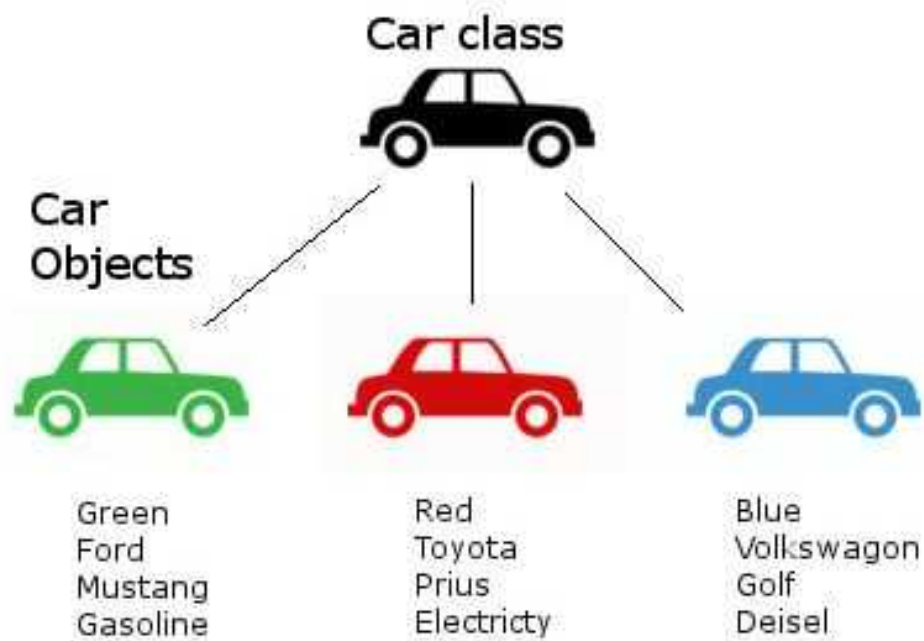 Car class
Car
Objects
Green
Ford
Mustang
Gasoline
Red
Toyota
Prius
Electricty
Blue
Volkswagon
Golf
Deisel